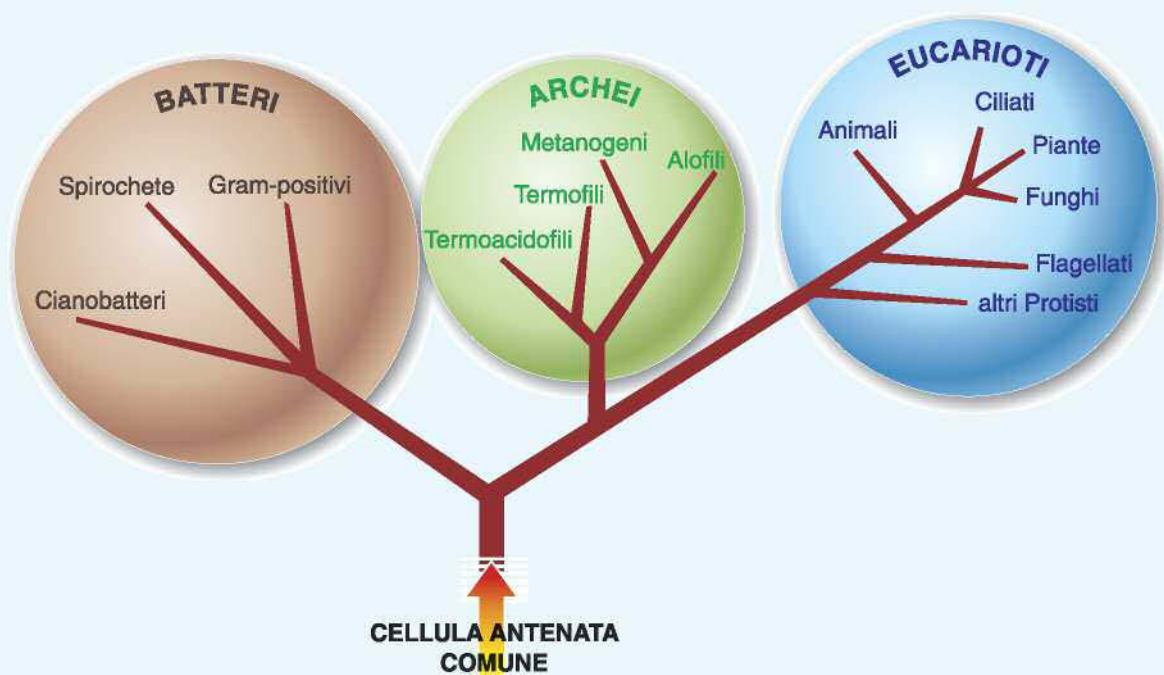 BATTERI
Spirochete
Gram-positivi
Cianobatteri
ARCHEI
Metanogeni
Alofili
Termofili
Termoacidofili
EUCARIOTI
Ciliati
Animali
Piante
Funghi
Flagellati
altri Protisti
CELLULA ANTENATA
COMUNE